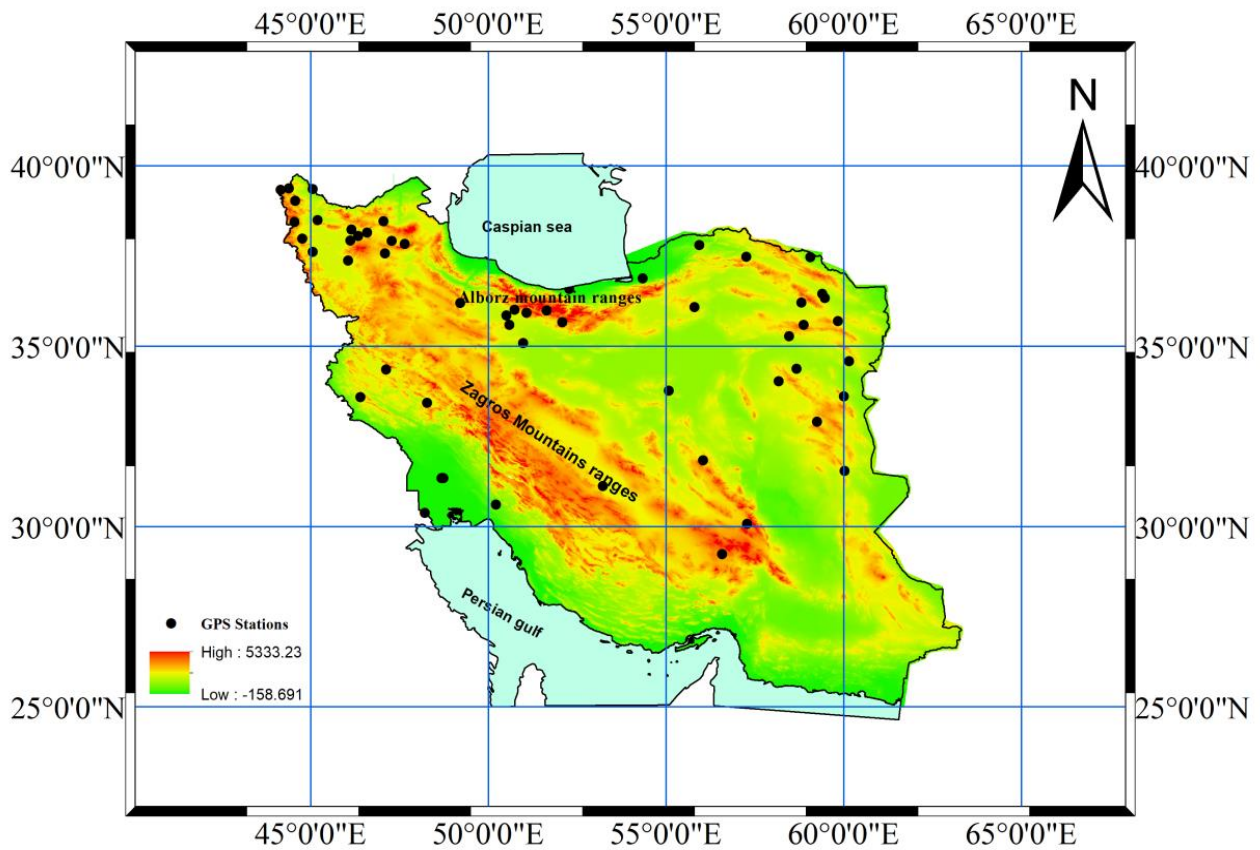 45°0'0"E 50°0'0"E 55°0'0"E 60°0'0"E 65°0'0"E
N
40°0'0"N 40°0'0"N
Caspian sea
Alborz mountain ranges
35°0'0"N 35°0'0"N
Zagros Mountains ranges
30°0'0"N 30°0'0"N
Persian gulf
GPS Stations
High : 5333.23
Low : -158.691
25°0'0"N 25°0'0"N
45°0'0"E 50°0'0"E 55°0'0"E 60°0'0"E 65°0'0"E